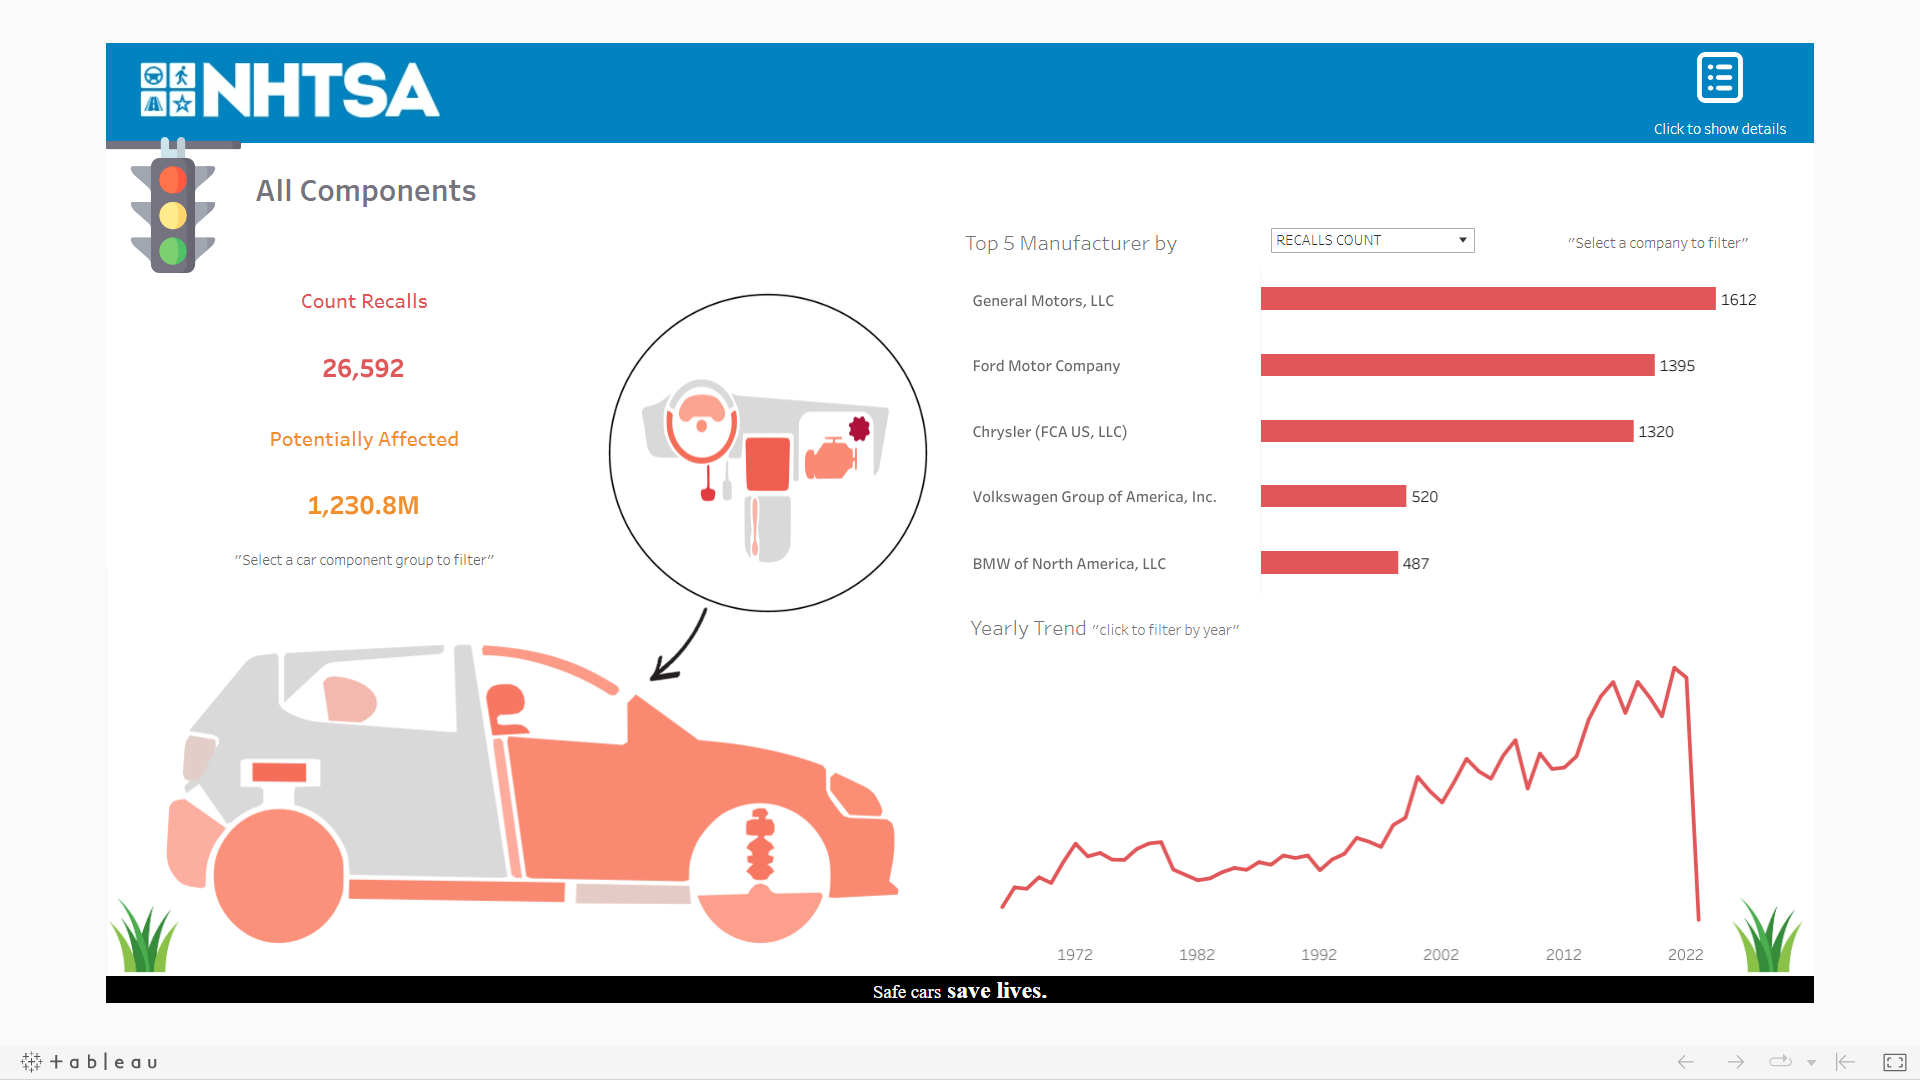 NHTSA
Click to show details
All Components
Top 5 Manufacturer by
RECALLS COUNT
"Select a company to filter"
Count Recalls
26,592
Potentially Affected
1,230.8M
"Select a car component group to filter"
General Motors, LLC
1612
Ford Motor Company
1395
Chrysler (FCA US, LLC)
1320
Volkswagen Group of America, Inc.
520
BMW of North America, LLC
487
Yearly Trend "click to filter by year"
1972
1982
1992
2002
2012
2022
Safe cars save lives.
+ableau